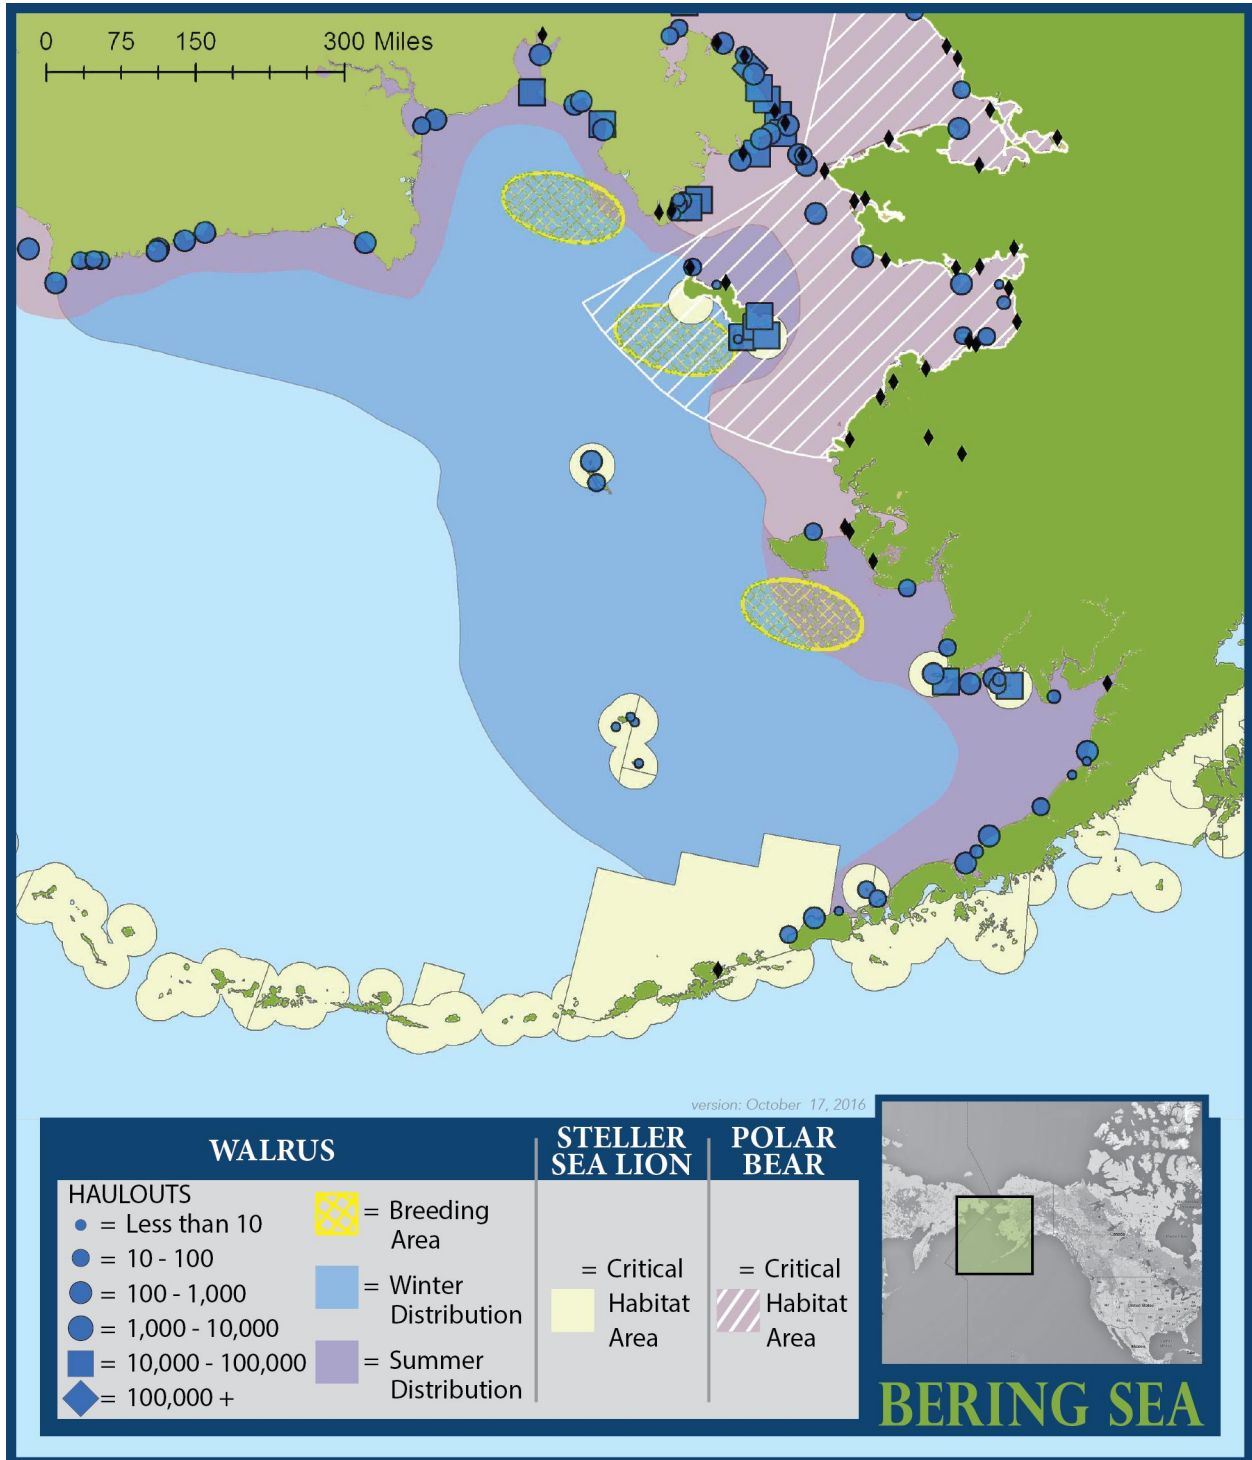 0 75 150 300 Miles
version: October 17, 2016
WALRUS
HAULOUTS
= Less than 10
= 10 - 100
= 100 - 1,000
= 1,000 - 10,000
= 10,000 - 100,000
= 100,000 +
= Breeding
Area
= Winter
Distribution
= Summer
Distribution
STELLER
SEA LION
= Critical
Habitat
Area
POLAR
BEAR
= Critical
Habitat
Area
BERING SEA